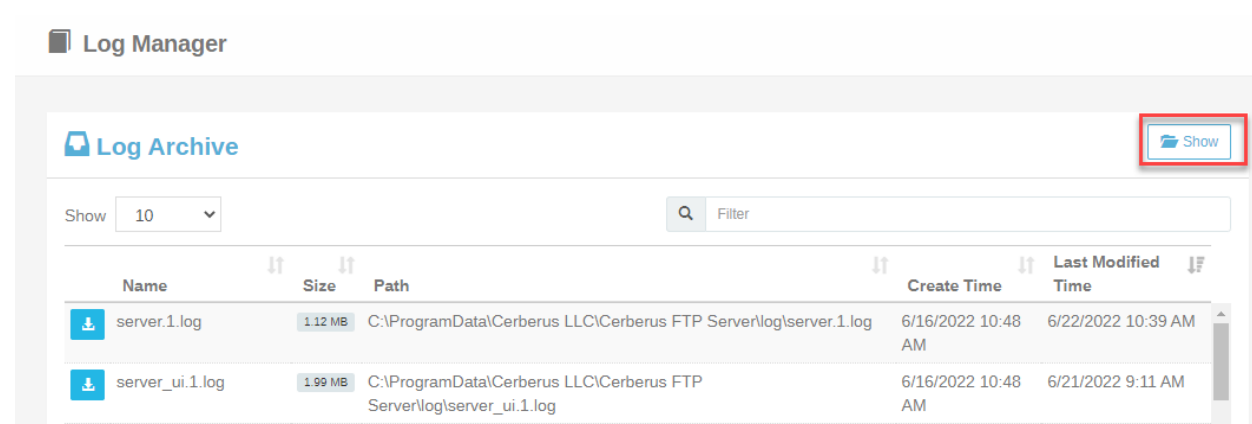 Log Manager
Log Archive
Show
Show 10
Filter
Name Size Path Create Time Last Modified Time
server.1.log 1.12 MB C:\ProgramData\Cerberus LLC\Cerberus FTP Server\log\server.1.log 6/16/2022 10:48 AM 6/22/2022 10:39 AM
server_ui.1.log 1.99 MB C:\ProgramData\Cerberus LLC\Cerberus FTP Server\log\server_ui.1.log 6/16/2022 10:48 AM 6/21/2022 9:11 AM